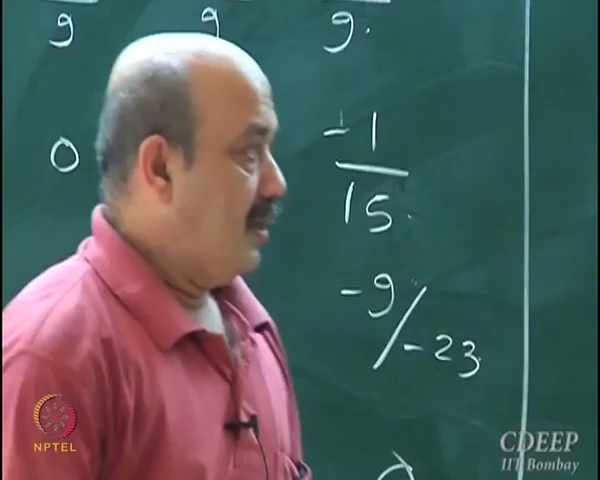 9 9 9.
0 -1/15.
-9/-23.
NPTEL
CDEEP
IIT Bombay